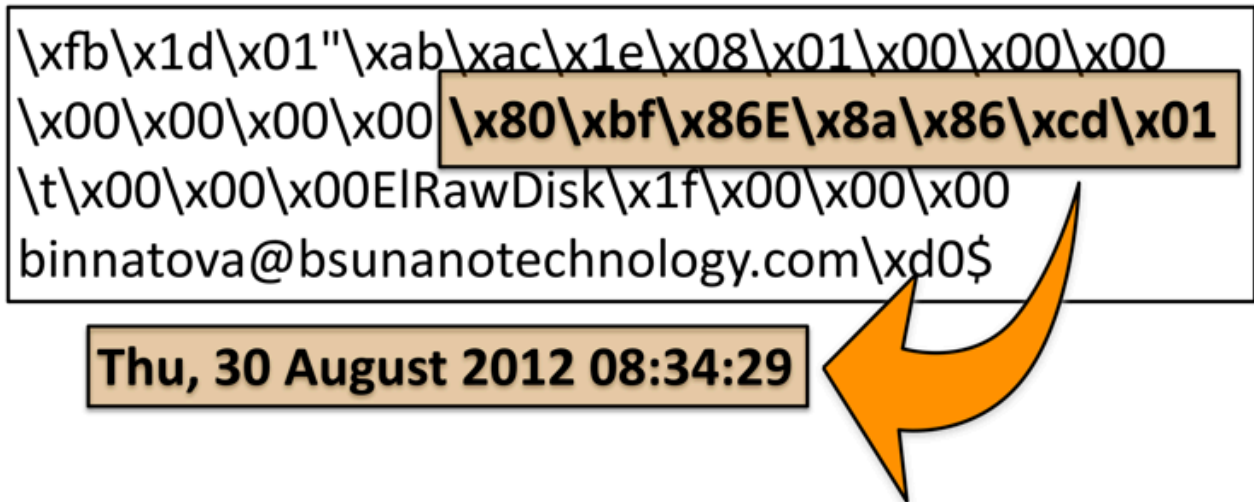 \xfb\x1d\x01"\xab\xac\x1e\x08\x01\x00\x00\x00
\x00\x00\x00\x00 \x80\xbf\x86E\x8a\x86\xcd\x01
\t\x00\x00\x00ElRawDisk\x1f\x00\x00\x00
binnatova@bsunanotechnology.com\xd0$
Thu, 30 August 2012 08:34:29